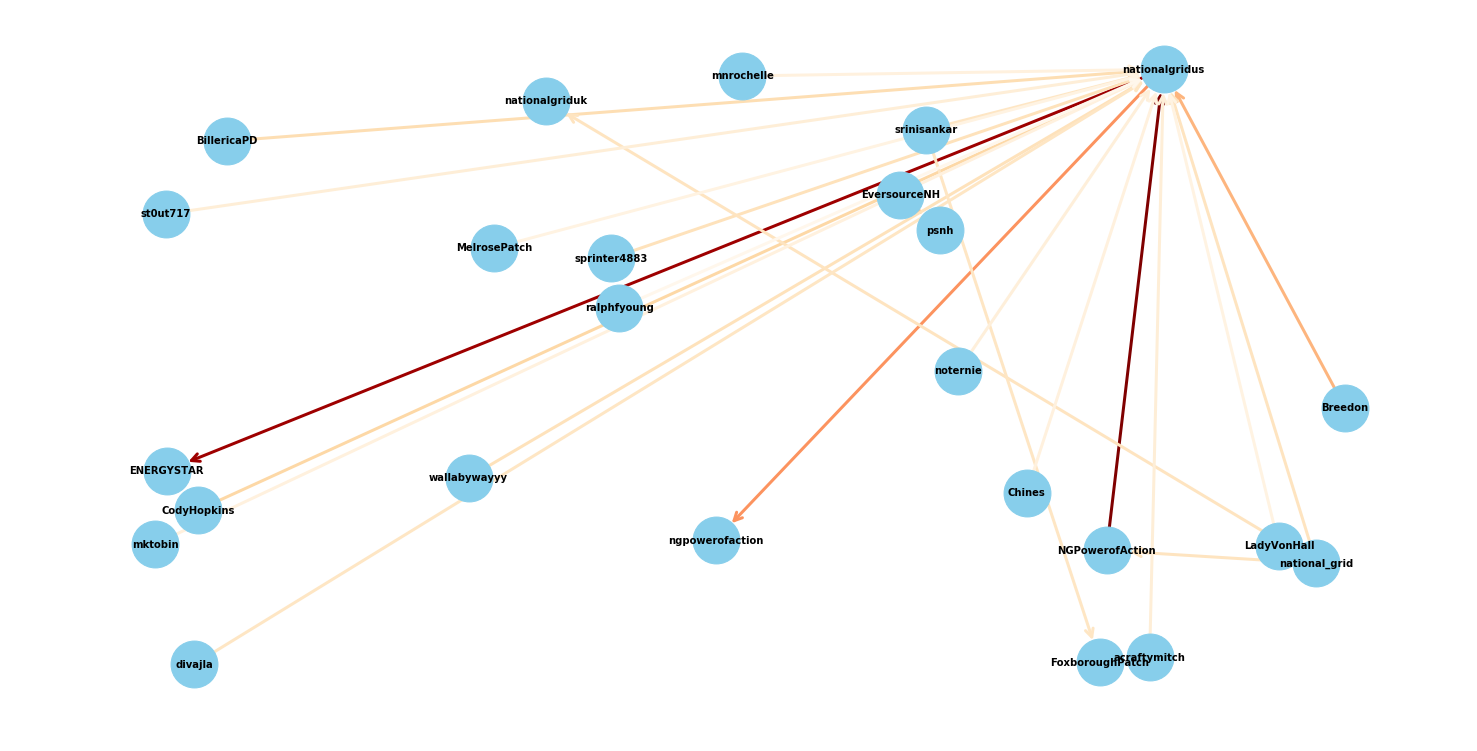 nationalgridus
mnrochelle
nationalgriduk
srinisankar
BillericaPD
EversourceNH
st0ut717
psnh
MelrosePatch
sprinter4883
ralphfyoung
noternie
Breedon
ENERGYSTAR
wallabywayyy
Chines
CodyHopkins
ngpowerofaction
mktobin
LadyVonHall
NGPowerofAction
national_grid
acraftymitch
FoxboroughPatch
divajla